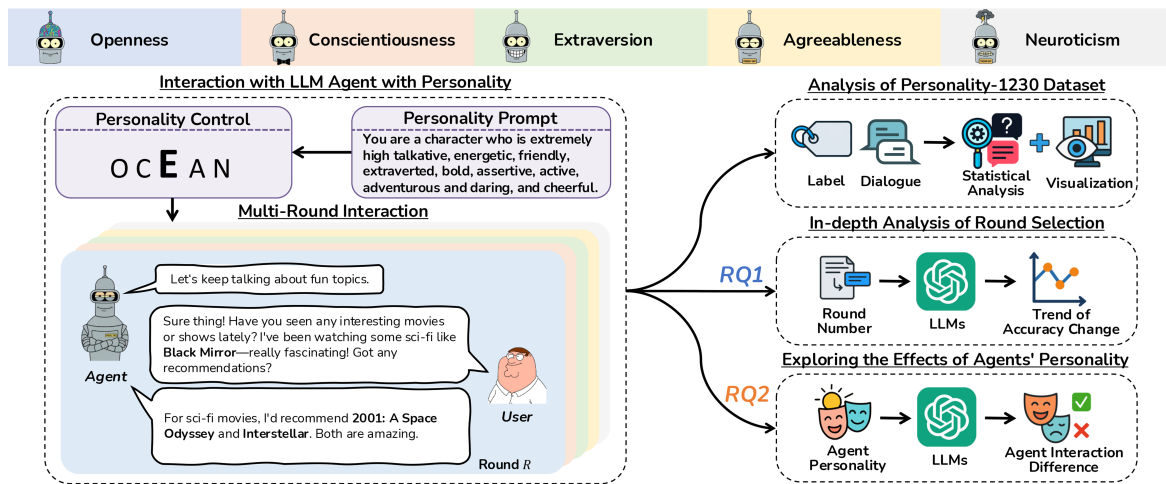 Openness
Conscientiousness
Extraversion
Agreeableness
Neuroticism
Interaction with LLM Agent with Personality
Personality Control
O C E A N
Personality Prompt
You are a character who is extremely
high talkative, energetic, friendly,
extraverted, bold, assertive, active,
adventurous and daring, and cheerful.
Multi-Round Interaction
Let's keep talking about fun topics.
Sure thing! Have you seen any interesting movies
or shows lately? I've been watching some sci-fi like
Black Mirror—really fascinating! Got any
recommendations?
Agent
User
For sci-fi movies, I'd recommend 2001: A Space
Odyssey and Interstellar. Both are amazing.
Round R
Analysis of Personality-1230 Dataset
Label
Dialogue
?
Statistical
Analysis
Visualization
RQ1
In-depth Analysis of Round Selection
Round
Number
LLMs
Trend of
Accuracy Change
RQ2
Exploring the Effects of Agents' Personality
Agent
Personality
LLMs
Agent Interaction
Difference